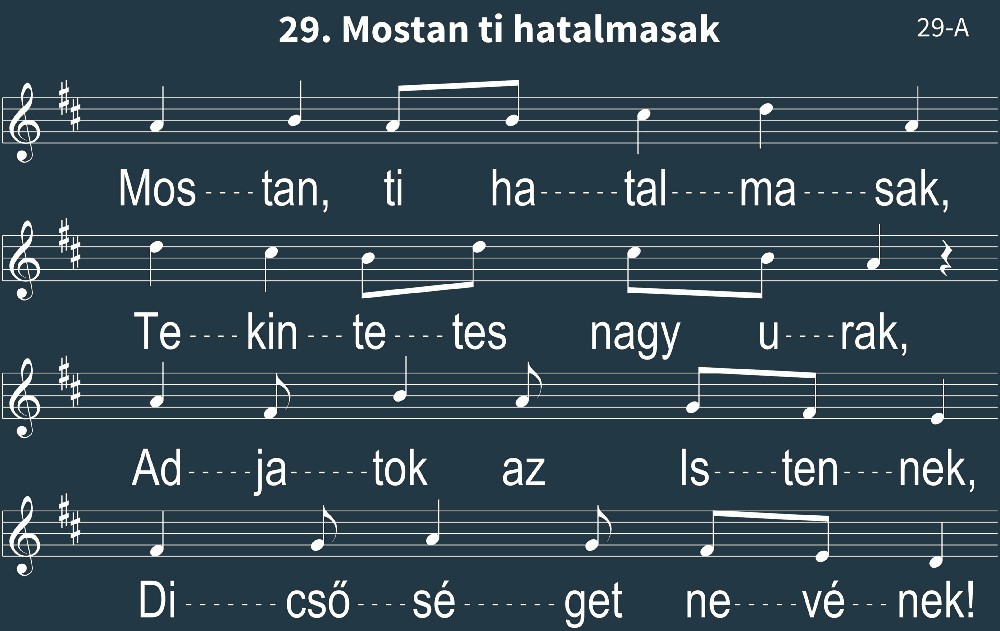 29. Mostan ti hatalmasak
29-A
Mos----tan, ti ha------tal-----ma-----sak,
Te----kin---te----tes nagy u----rak,
Ad-----ja-----tok az Is----ten----nek,
Di-------cső----sé-------get ne----vé---nek!